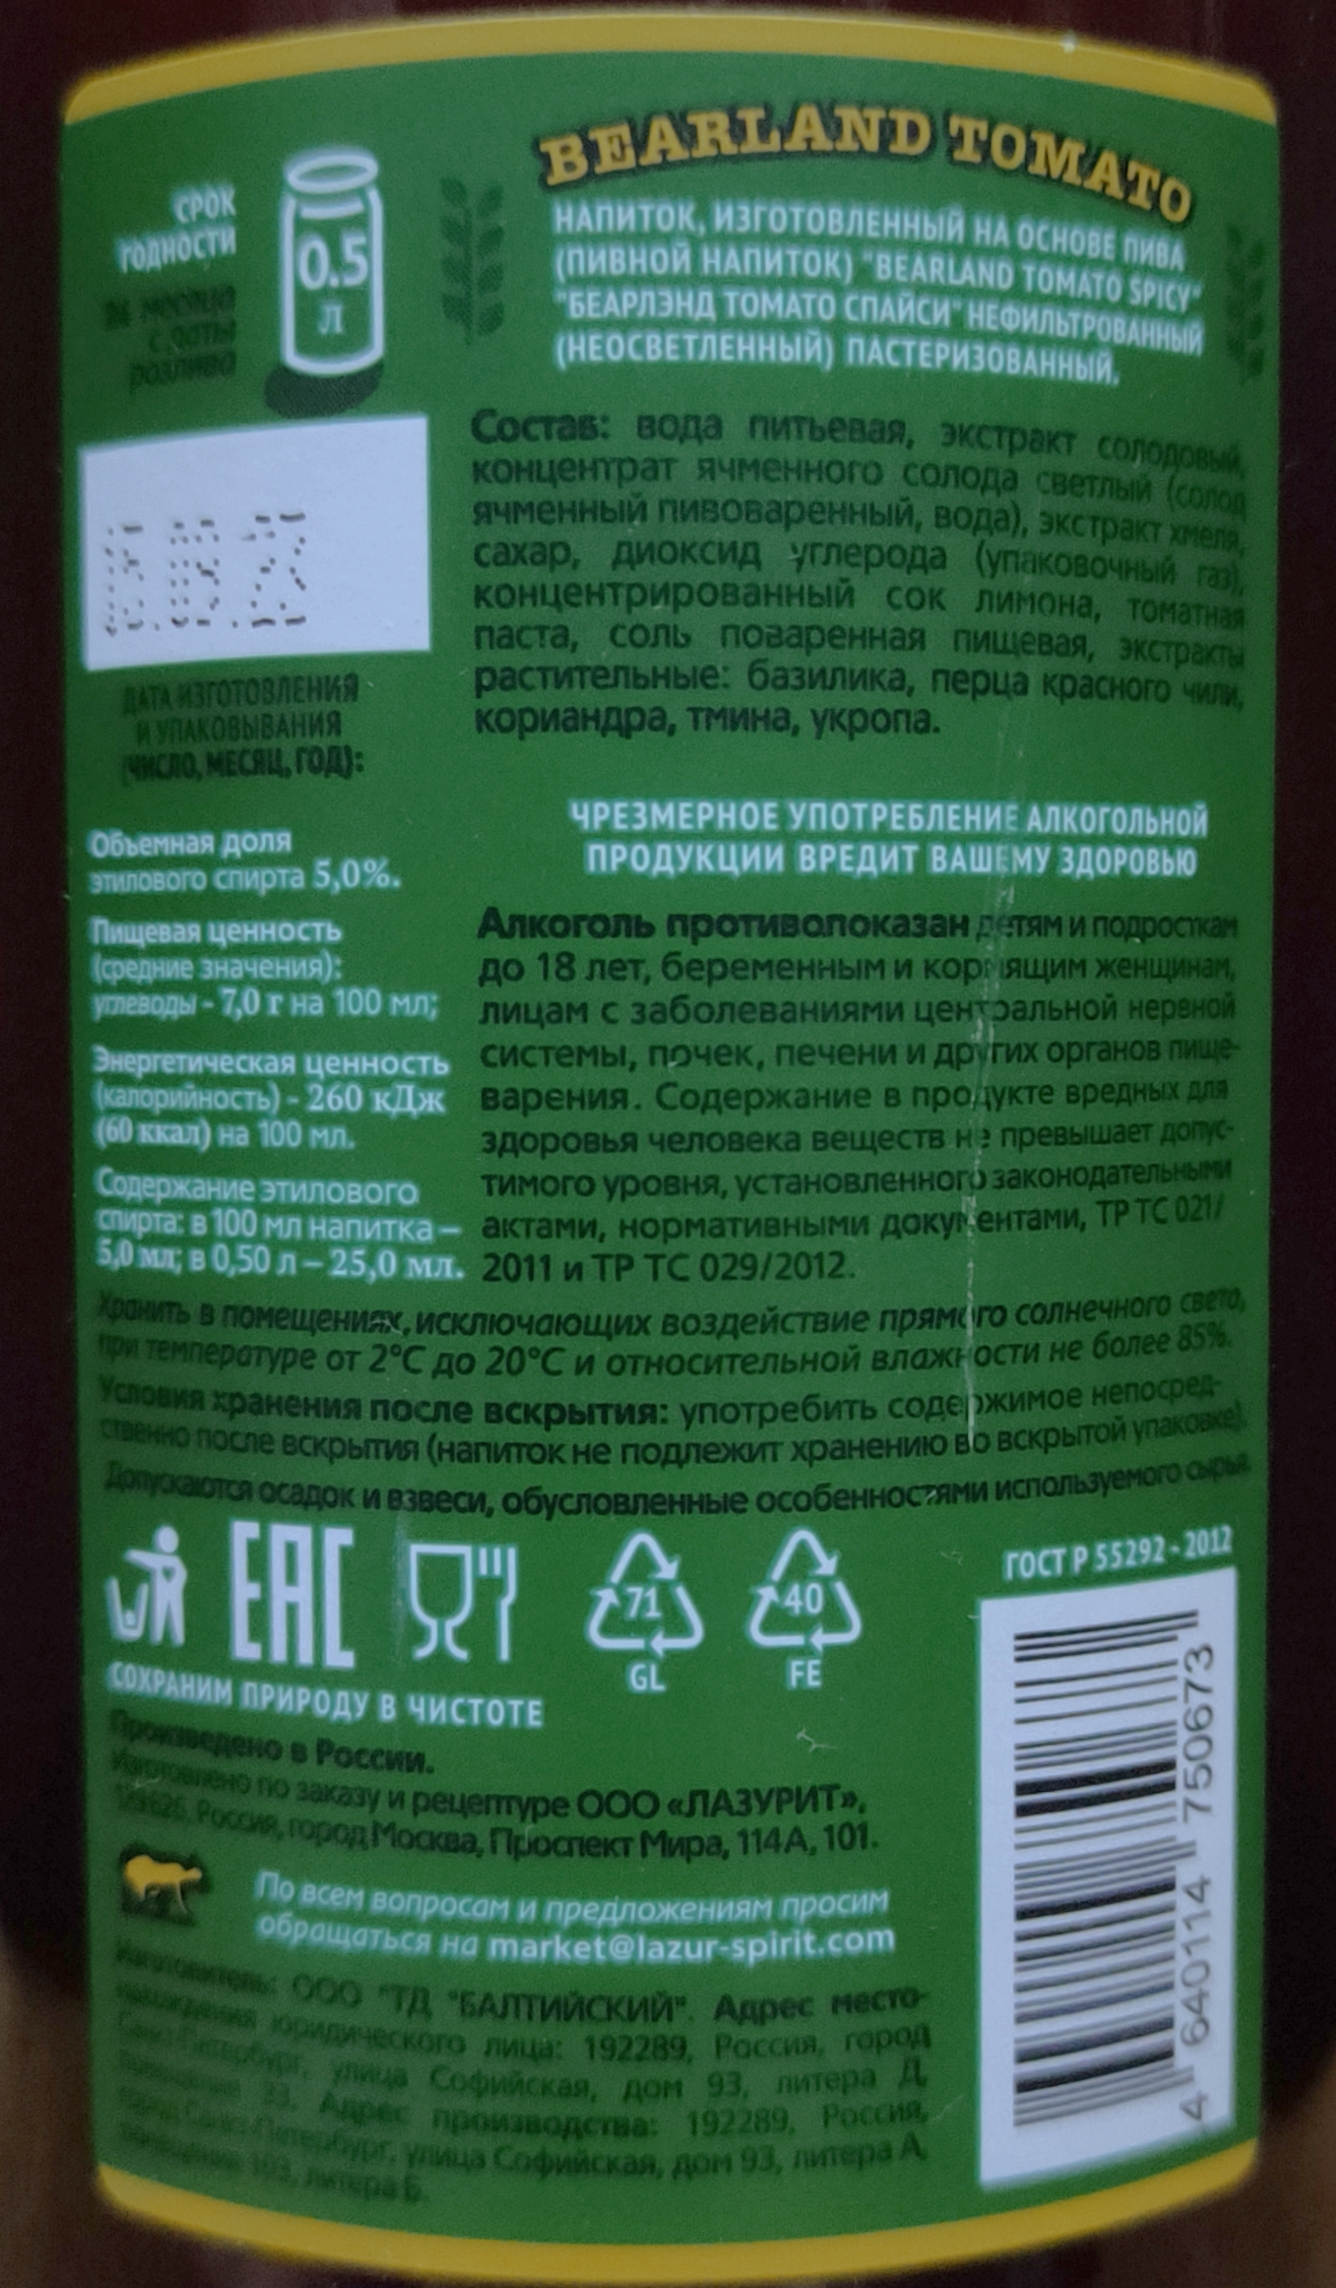 BEARLAND TOMATO
НАПИТОК, ИЗГОТОВЛЕННЫЙ НА ОСНОВЕ ПИВА
(ПИВНОЙ НАПИТОК) "BEARLAND TOMATO SPICY"
"БЕАРЛЭНД ТОМАТО СПАЙСИ" НЕФИЛЬТРОВАННЫЙ
(НЕОСВЕТЛЕННЫЙ) ПАСТЕРИЗОВАННЫЙ.
СРОК
ГОДНОСТИ
месяца
с даты
розлива
0.5
л
Состав: вода питьевая, экстракт солодовый,
концентрат ячменного солода светлый (солод
ячменный пивоваренный, вода), экстракт хмеля,
сахар, диоксид углерода (упаковочный газ),
концентрированный сок лимона, томатная
паста, соль поваренная пищевая, экстракты
растительные: базилика, перца красного чили,
кориандра, тмина, укропа.
ДАТА ИЗГОТОВЛЕНИЯ
И УПАКОВЫВАНИЯ
(ЧИСЛО, МЕСЯЦ, ГОД):
Объемная доля
этилового спирта 5,0%.
Пищевая ценность
(средние значения):
углеводы - 7,0 г на 100 мл;
Энергетическая ценность
(калорийность) - 260 кДж
(60 ккал) на 100 мл.
Содержание этилового
спирта: в 100 мл напитка –
5,0 мл; в 0,50 л – 25,0 мл.
ЧРЕЗМЕРНОЕ УПОТРЕБЛЕНИЕ АЛКОГОЛЬНОЙ
ПРОДУКЦИИ ВРЕДИТ ВАШЕМУ ЗДОРОВЬЮ
Алкоголь противопоказан детям и подросткам
до 18 лет, беременным и кормящим женщинам,
лицам с заболеваниями центральной нервной
системы, почек, печени и других органов пище-
варения. Содержание в продукте вредных для
здоровья человека веществ не превышает допус-
тимого уровня, установленного законодательными
актами, нормативными документами, ТР ТС 021/
2011 и ТР ТС 029/2012.
Хранить в помещениях, исключающих воздействие прямого солнечного света,
при температуре от 2°С до 20°С и относительной влажности не более 85%.
Условия хранения после вскрытия: употребить содержимое непосред-
ственно после вскрытия (напиток не подлежит хранению во вскрытой упаковке).
Допускаются осадок и взвеси, обусловленные особенностями используемого сырья.
EAC
71
GL
40
FE
СОХРАНИМ ПРИРОДУ В ЧИСТОТЕ
ГОСТ Р 55292 - 2012
4 640114 750673
Произведено в России.
Изготовлено по заказу и рецептуре ООО «ЛАЗУРИТ»,
Россия, город Москва, Проспект Мира, 114А, 101.
По всем вопросам и предложениям просим
обращаться на market@lazur-spirit.com
Изготовитель: ООО "ТД "БАЛТИЙСКИЙ". Адрес место-
нахождения юридического лица: 192289, Россия, город
Санкт-Петербург, улица Софийская, дом 93, литера Д,
помещение 33. Адрес производства: 192289, Россия,
город Санкт-Петербург, улица Софийская, дом 93, литера А,
литера Б.